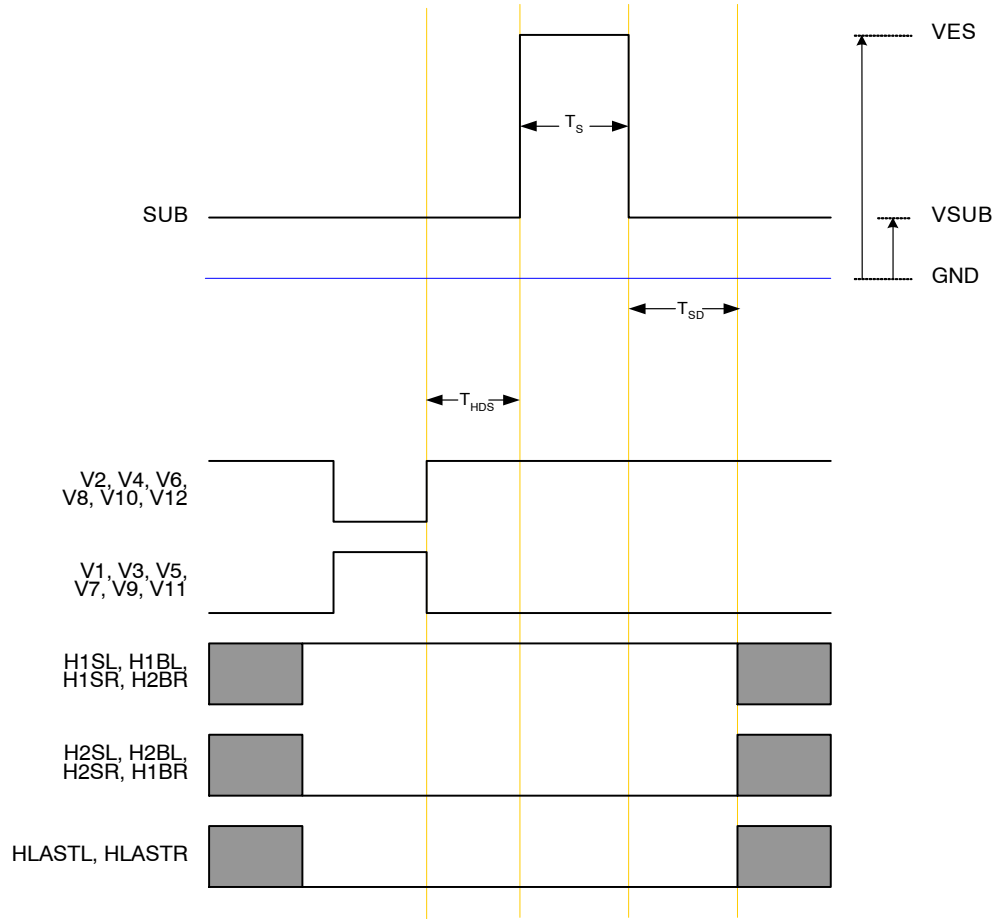 VES
T_S
SUB
VSUB
GND
T_SD
T_HDS
V2, V4, V6,
V8, V10, V12
V1, V3, V5,
V7, V9, V11
H1SL, H1BL,
H1SR, H2BR
H2SL, H2BL,
H2SR, H1BR
HLASTL, HLASTR